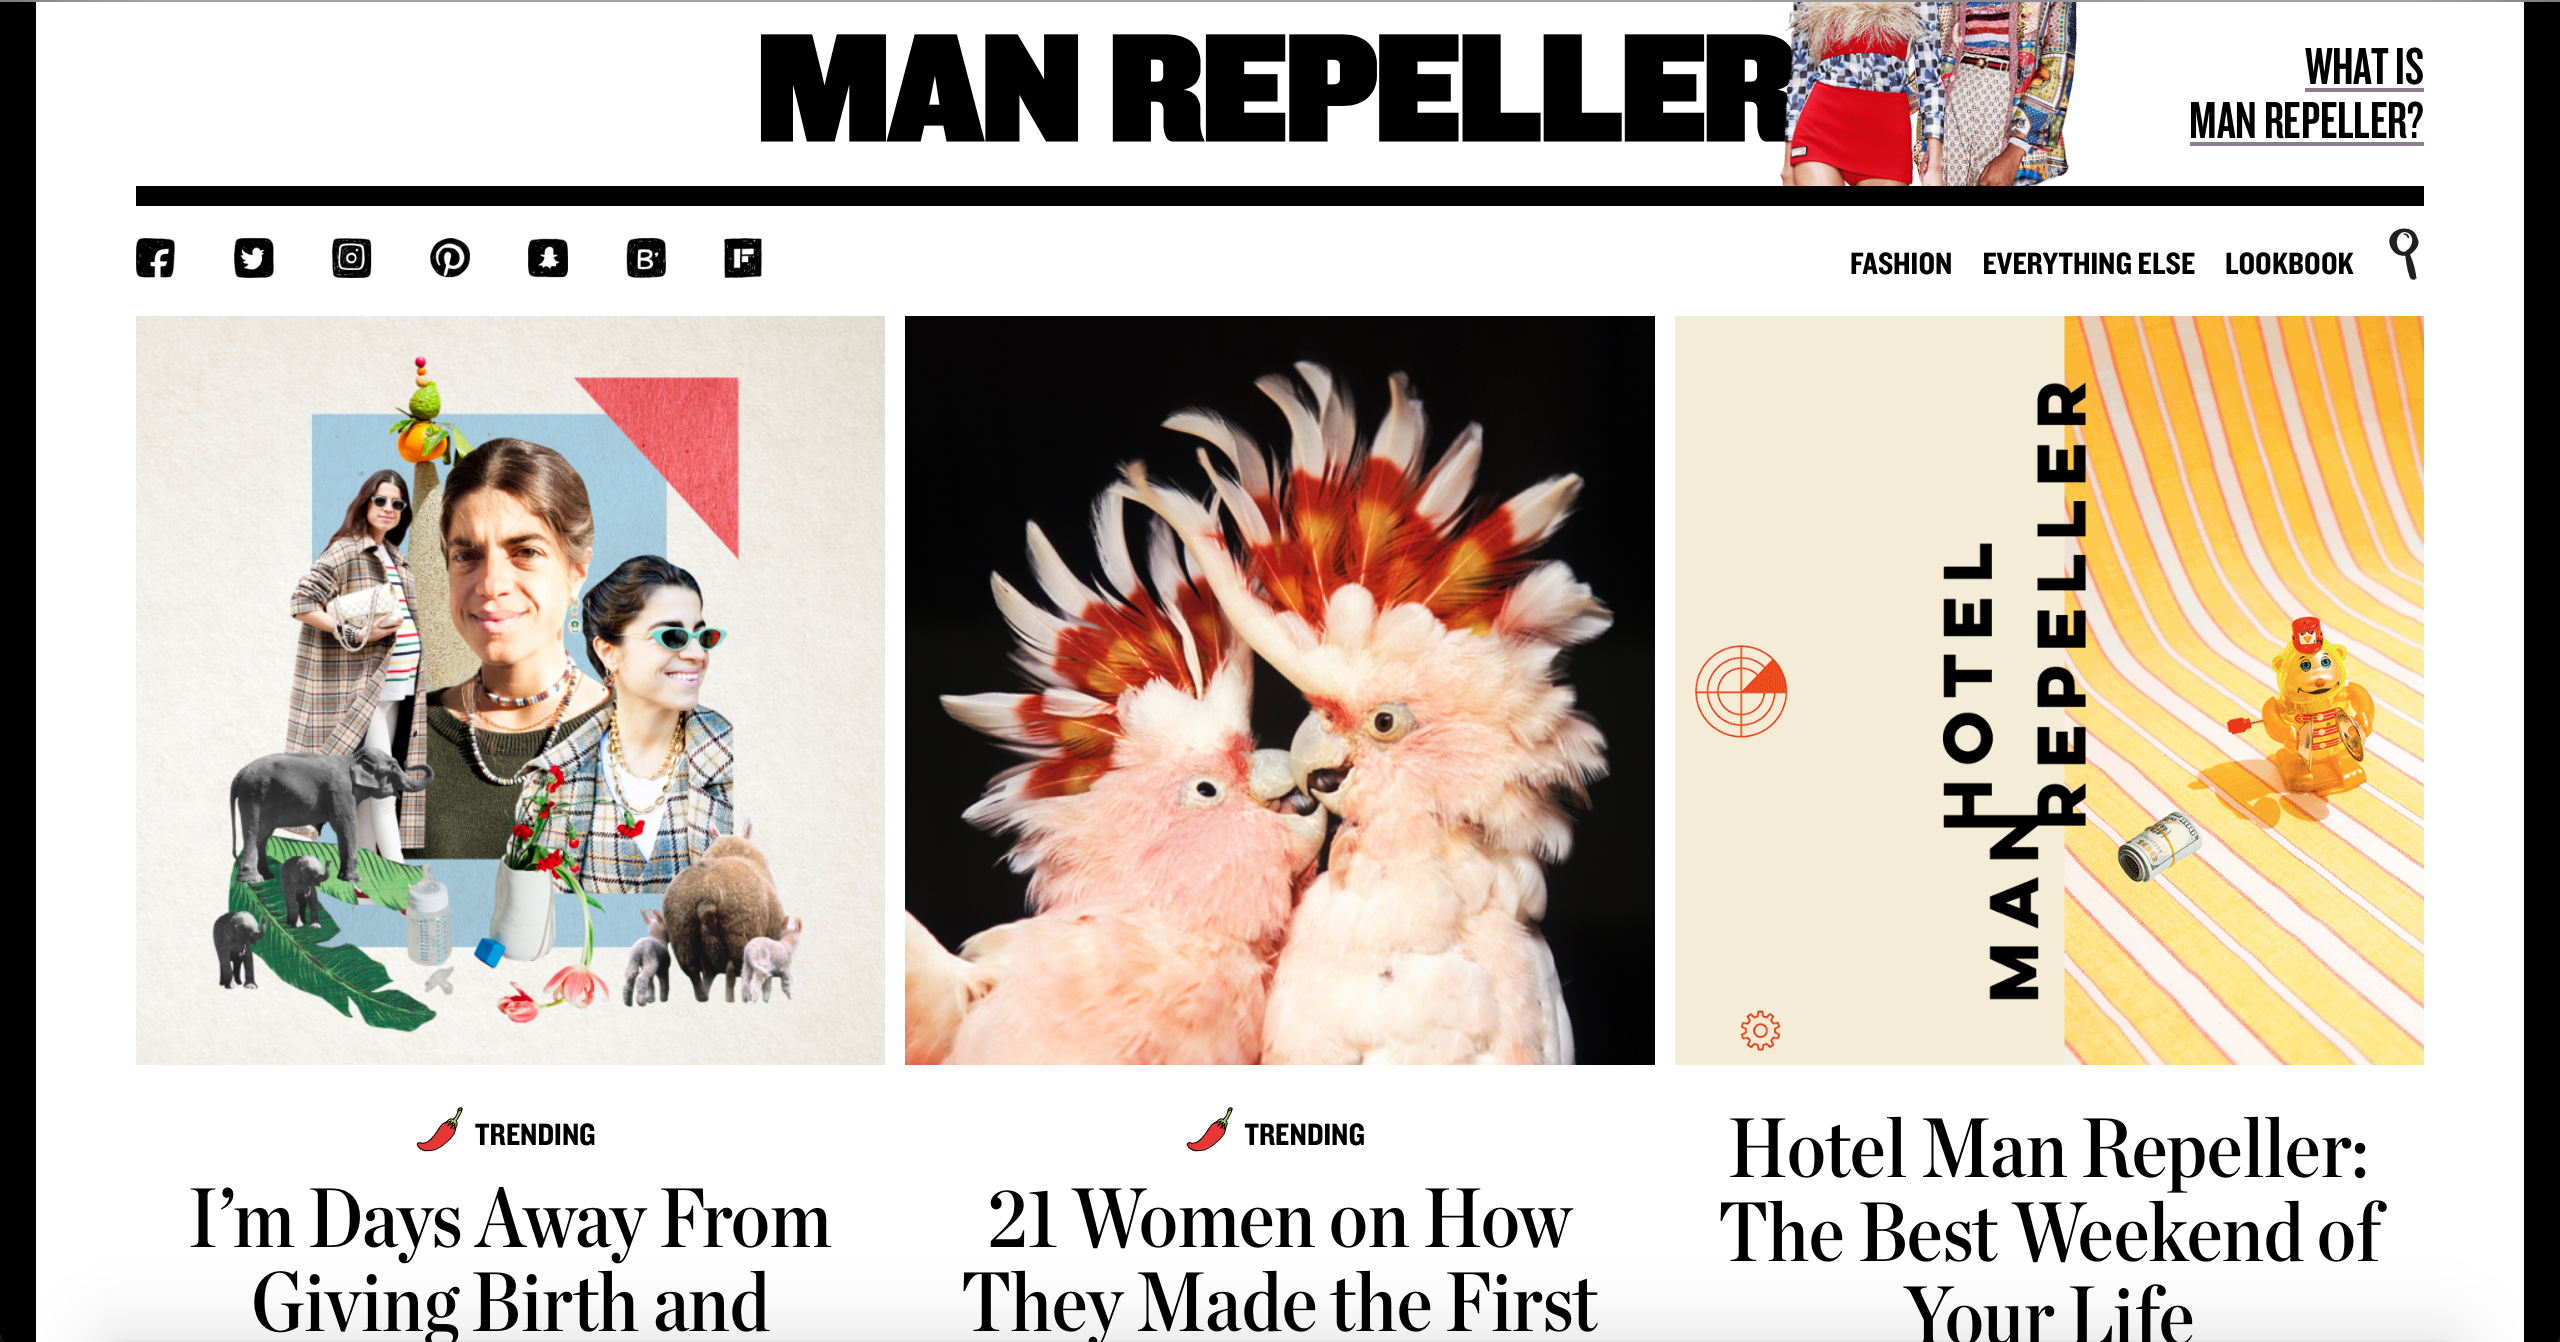 MAN REPELLER
WHAT IS
MAN REPELLER?
FASHION
EVERYTHING ELSE
LOOKBOOK
HOTEL
MAN
REPELLER
TRENDING
I’m Days Away From
Giving Birth and
TRENDING
21 Women on How
They Made the First
Hotel Man Repeller:
The Best Weekend of
Your Life